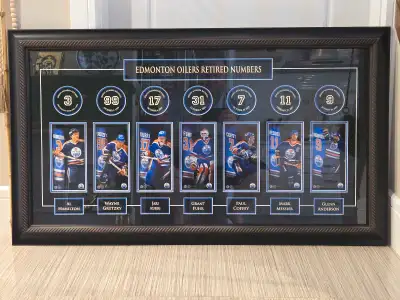 EDMONTON OILERS RETIRED NUMBERS
3 99 17 31 7 11 9
AL HAMILTON
WAYNE GRETZKY
JARI KURRI
GRANT FUHR
PAUL COFFEY
MARK MESSIER
GLENN ANDERSON